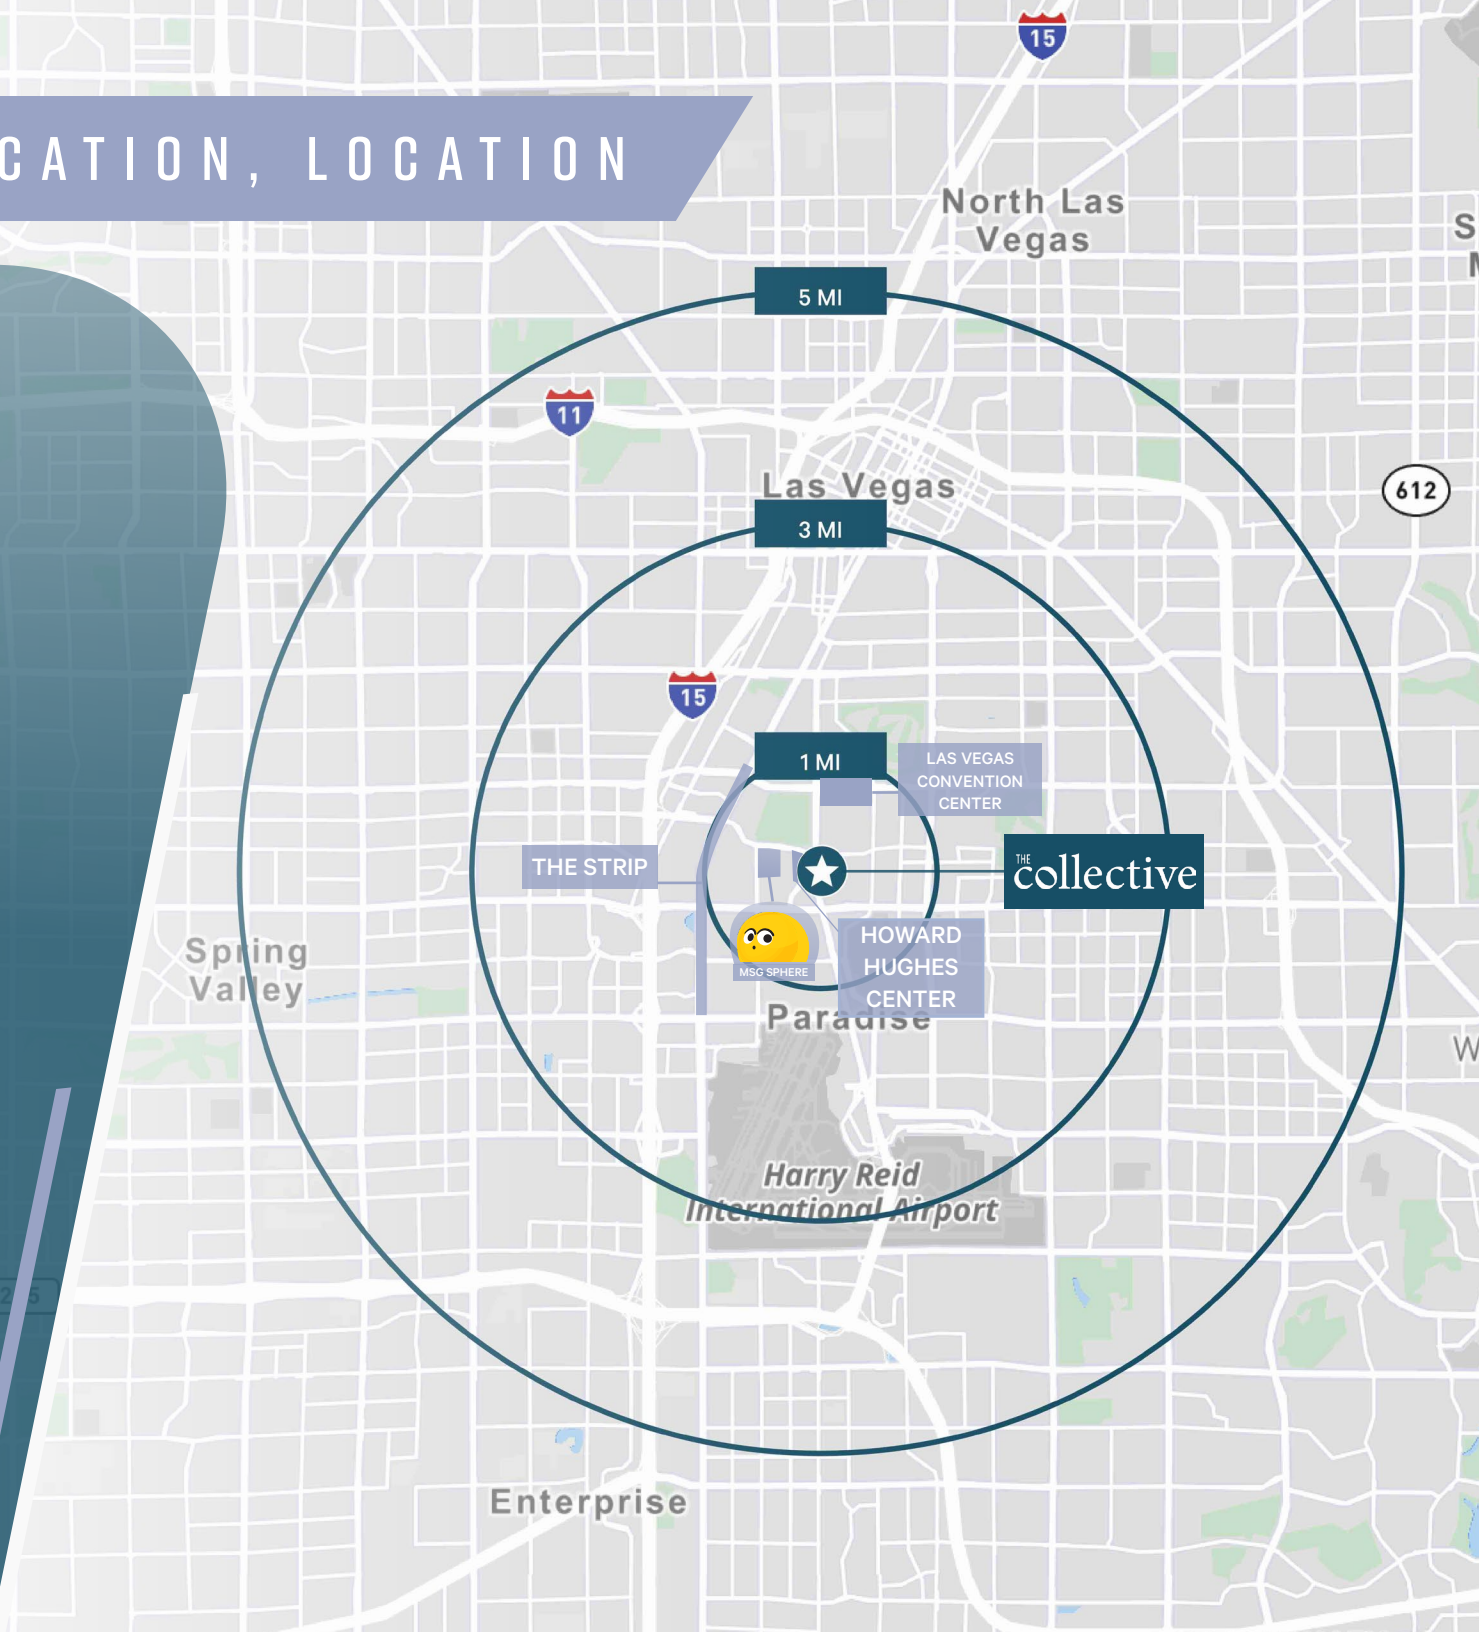 15
CATION, LOCATION
North Las
Vegas
5 MI
11
Las Vegas
612
3 MI
15
1 MI
LAS VEGAS
CONVENTION
CENTER
THE STRIP
THE
collective
HOWARD
HUGHES
CENTER
MSG SPHERE
Spring
Valley
Paradise
Harry Reid
International Airport
Enterprise